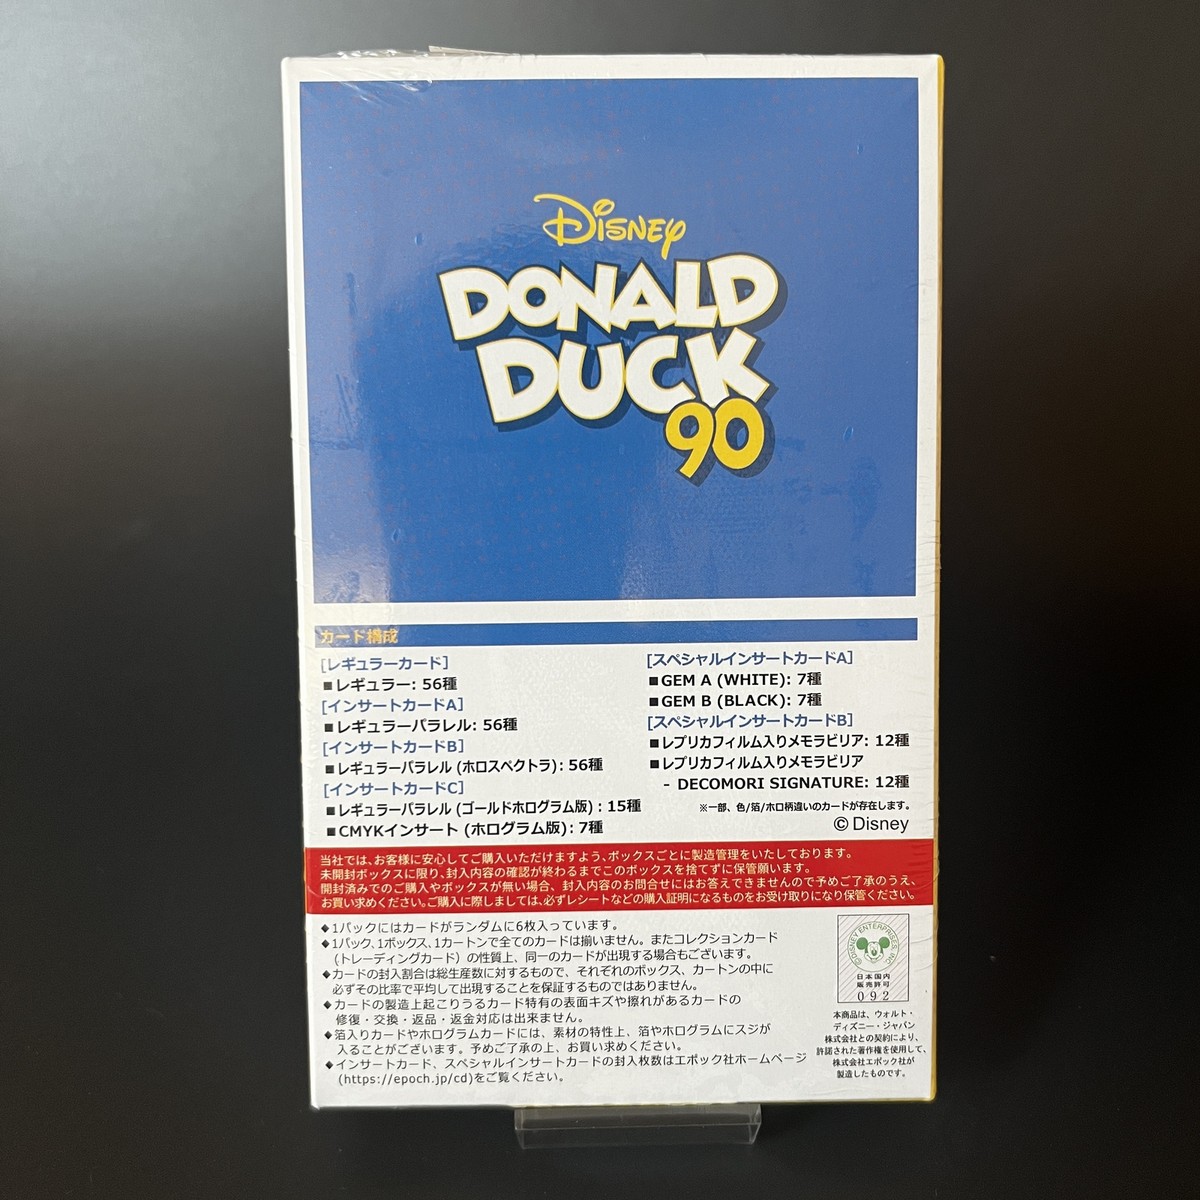 Disney
DONALD
DUCK
90
カード構成
[レギュラーカード]
■レギュラー: 56種
[インサートカードA]
■レギュラーパラレル: 56種
[インサートカードB]
■レギュラーパラレル (ホロスペクトラ): 56種
[インサートカードC]
■レギュラーパラレル (ゴールドホログラム版) : 15種
■CMYKインサート (ホログラム版): 7種
[スペシャルインサートカードA]
■GEM A (WHITE): 7種
■GEM B (BLACK): 7種
[スペシャルインサートカードB]
■レプリカフィルム入りメモラビリア: 12種
■レプリカフィルム入りメモラビリア
- DECOMORI SIGNATURE: 12種
※一部、色/箔/ホロ柄違いのカードが存在します。
© Disney
当社では、お客様に安心してご購入いただけますよう、ボックスごとに製造管理をいたしております。
未開封ボックスに限り、封入内容の確認が終わるまでこのボックスを捨てずに保管願います。
開封済みでのご購入やボックスが無い場合、封入内容のお問合せにはお答えできませんので予めご了承のうえ、
お買い求めください。ご購入に際しましては、必ずレシートなどの購入証明になるものをお受け取りになり保管ください。
◆1パックにはカードがランダムに6枚入っています。
◆1パック、1ボックス、1カートンで全てのカードは揃いません。またコレクションカード
(トレーディングカード) の性質上、同一のカードが出現する場合もございます。
◆カードの封入割合は総生産数に対するもので、それぞれのボックス、カートンの中に
必ずその比率で平均して出現することを保証するものではありません。
◆カードの製造上起こりうるカード特有の表面キズや擦れがあるカードの
修復・交換・返品・返金対応は出来ません。
◆箔入りカードやホログラムカードには、素材の特性上、箔やホログラムにスジが
入ることがございます。予めご了承の上、お買い求めください。
◆インサートカード、スペシャルインサートカードの封入枚数はエポック社ホームページ
(https://epoch.jp/cd)をご覧ください。
©DISNEY ENTERPRISES, INC.
日本国内
販売許可
092
本商品は、ウォルト・
ディズニー・ジャパン
株式会社との契約により、
許諾された著作権を使用して、
株式会社エポック社が
製造したものです。